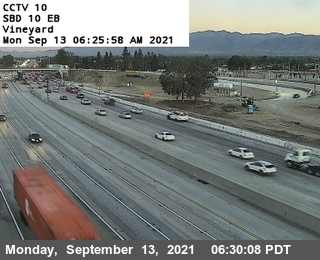 CCTV 10
SBD 10 EB
Vineyard
Mon Sep 13 06:25:58 AM 2021
Monday, September 13, 2021 06:30:08 PDT